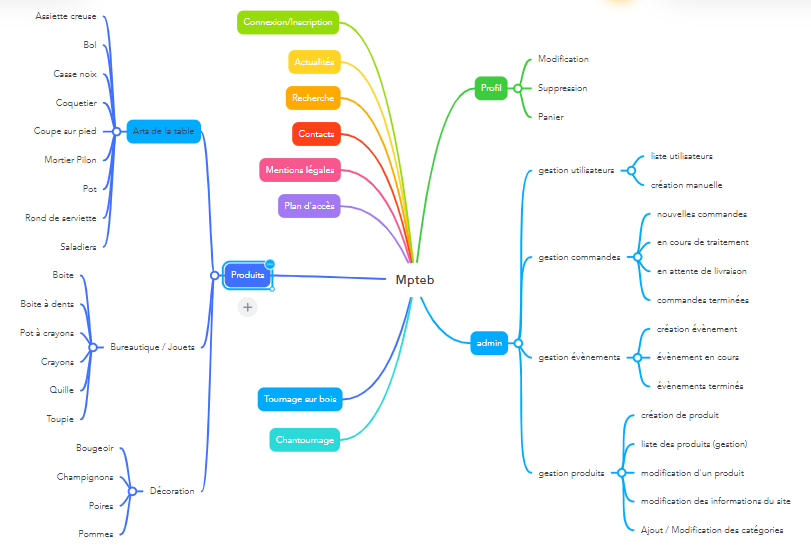 Mpteb
Connexion/Inscription
Actualités
Recherche
Contacts
Mentions légales
Plan d'accès
Produits
Arts de la table
Assiette creuse
Bol
Casse noix
Coquetier
Coupe sur pied
Mortier Pilon
Pot
Rond de serviette
Saladiers
Bureautique / Jouets
Boite
Boite à dents
Pot à crayons
Crayons
Quille
Toupie
Décoration
Bougeoir
Champignons
Poires
Pommes
Tournage sur bois
Chantournage
Profil
Modification
Suppression
Panier
admin
gestion utilisateurs
liste utilisateurs
création manuelle
gestion commandes
nouvelles commandes
en cours de traitement
en attente de livraison
commandes terminées
gestion évènements
création évènement
évènement en cours
évènements terminés
gestion produits
création de produit
liste des produits (gestion)
modification d'un produit
modification des informations du site
Ajout / Modification des catégories